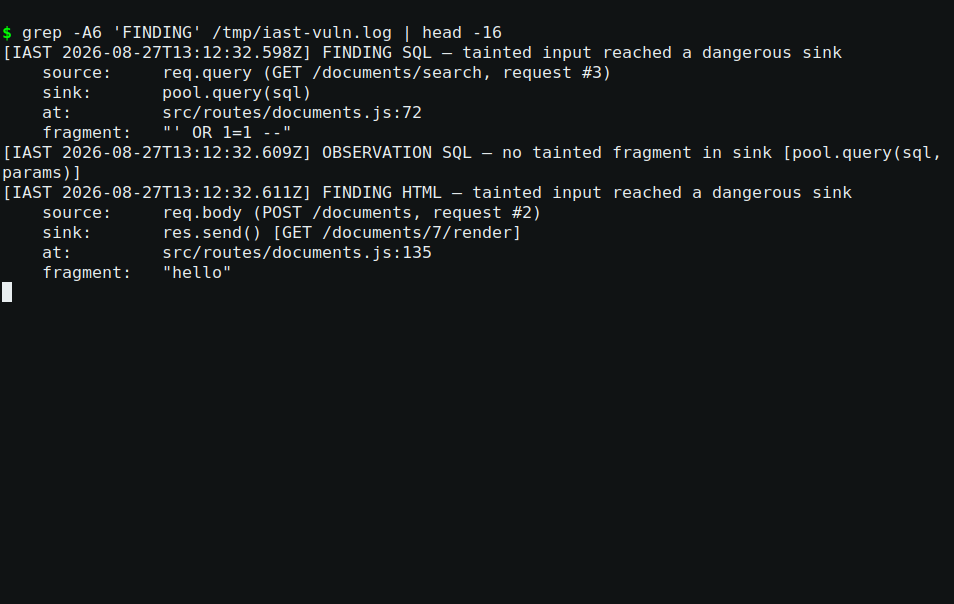 $ grep -A6 'FINDING' /tmp/iast-vuln.log | head -16
[IAST 2026-08-27T13:12:32.598Z] FINDING SQL — tainted input reached a dangerous sink
    source:     req.query (GET /documents/search, request #3)
    sink:       pool.query(sql)
    at:         src/routes/documents.js:72
    fragment:   "' OR 1=1 --"
[IAST 2026-08-27T13:12:32.609Z] OBSERVATION SQL — no tainted fragment in sink [pool.query(sql,
params)]
[IAST 2026-08-27T13:12:32.611Z] FINDING HTML — tainted input reached a dangerous sink
    source:     req.body (POST /documents, request #2)
    sink:       res.send() [GET /documents/7/render]
    at:         src/routes/documents.js:135
    fragment:   "hello"